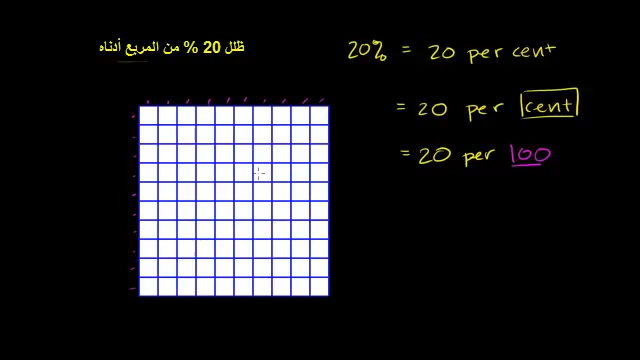 ظلل 20 % من المربع أدناه
20% = 20 per cent
= 20 per cent
= 20 per 100